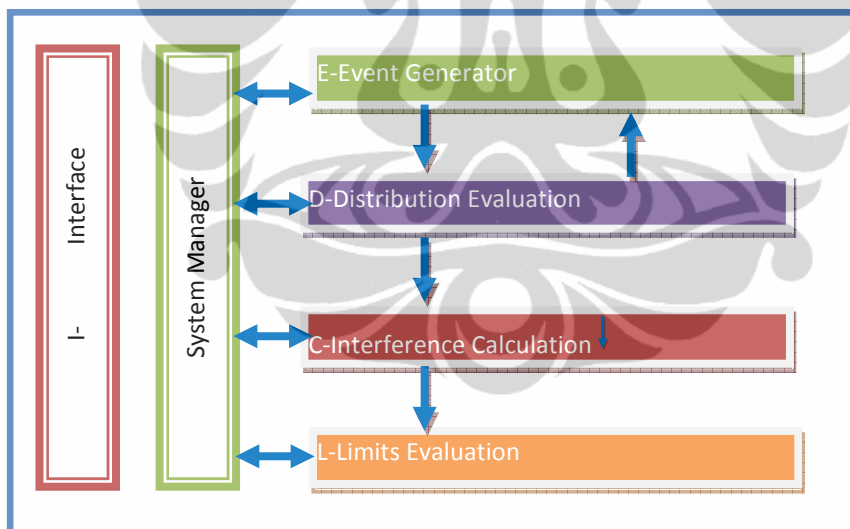 I- Interface
System Manager
E-Event Generator
D-Distribution Evaluation
C-Interference Calculation
L-Limits Evaluation